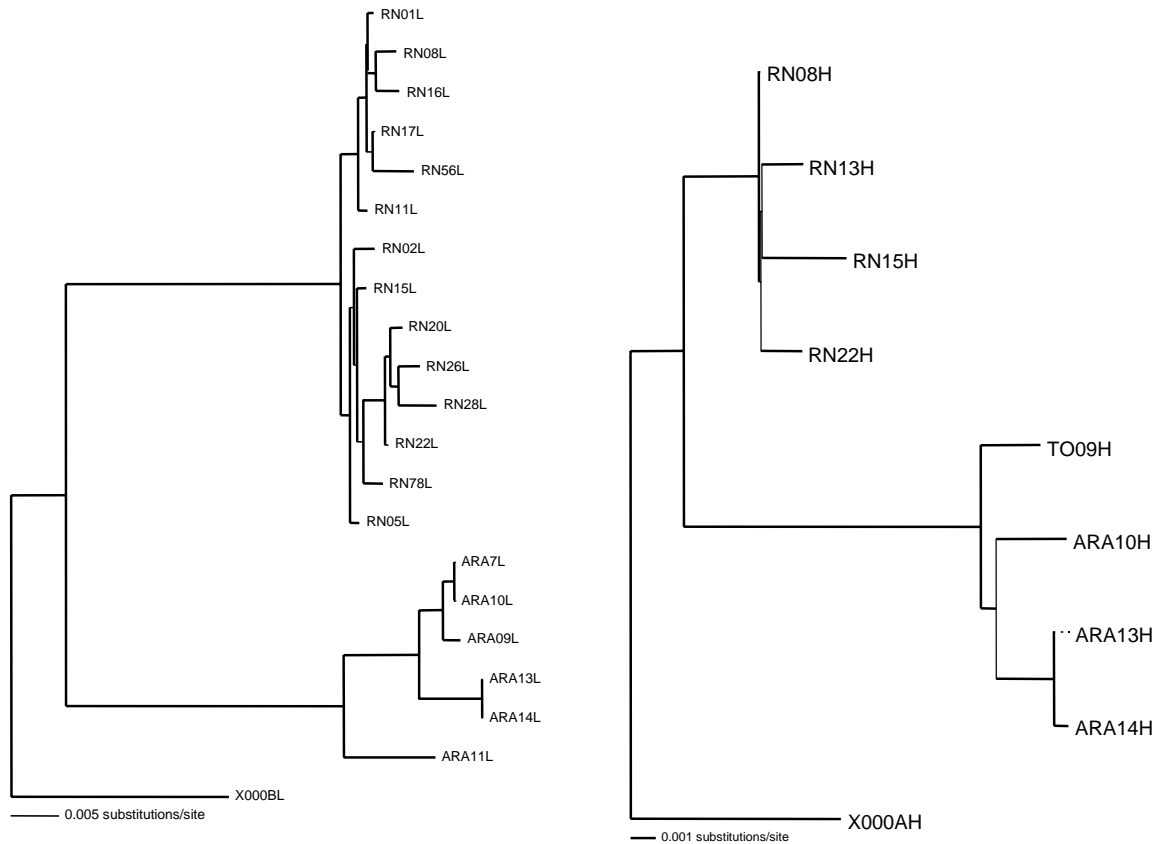 RN01L
RN08L
RN16L
RN17L
RN56L
RN11L
RN02L
RN15L
RN20L
RN26L
RN28L
RN22L
RN78L
RN05L
ARA7L
ARA10L
ARA09L
ARA13L
ARA14L
ARA11L
X000BL
0.005 substitutions/site
RN08H
RN13H
RN15H
RN22H
TO09H
ARA10H
ARA13H
ARA14H
X000AH
0.001 substitutions/site